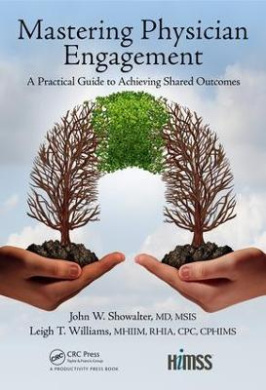 Mastering Physician
Engagement
A Practical Guide to Achieving Shared Outcomes
John W. Showalter, MD, MSIS
Leigh T. Williams, MHIIM, RHIA, CPC, CPHIMS
CRC Press
Taylor & Francis Group
A PRODUCTIVITY PRESS BOOK
HiMSS